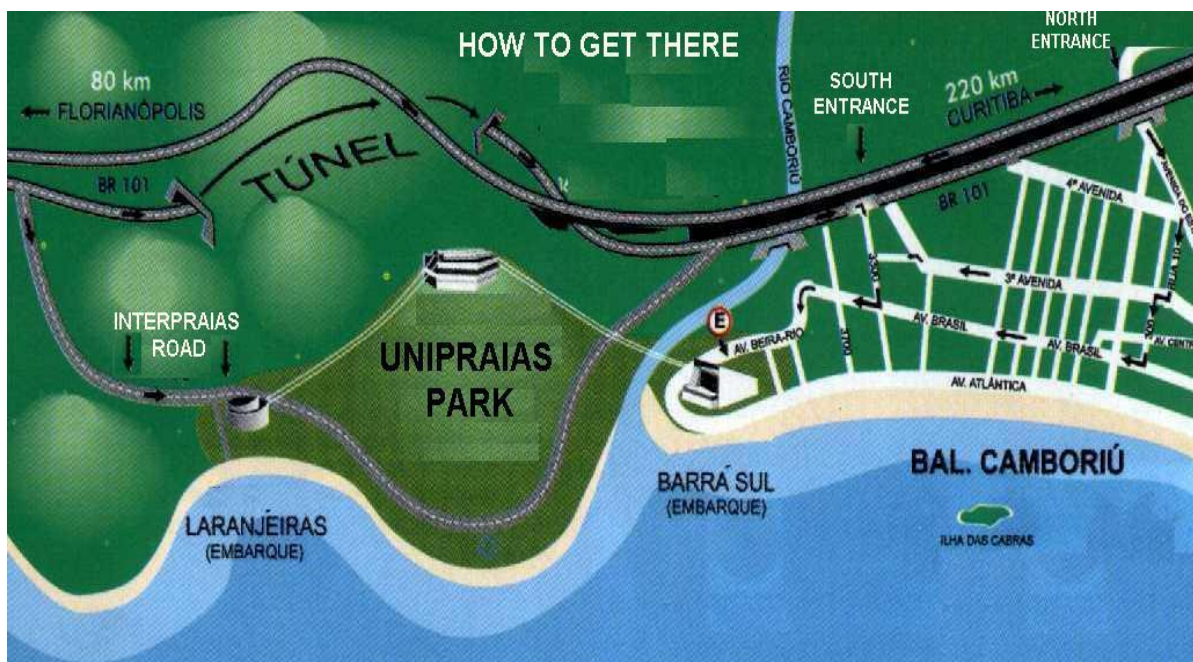 HOW TO GET THERE
NORTH
ENTRANCE
80 km
FLORIANÓPOLIS
RIO CAMBORIÚ
SOUTH
ENTRANCE
220 km
CURITIBA
TÚNEL
BR 101
BR 101
4ª AVENIDA
3ª AVENIDA
AV. BRASIL
AV. BRASIL
INTERPRAIAS
ROAD
UNIPRAIAS
PARK
E
AV. BEIRA-RIO
3700
AV. ATLÂNTICA
LARANJEIRAS
(EMBARQUE)
BARRÁ SUL
(EMBARQUE)
BAL. CAMBORIÚ
ILHA DAS CABRAS